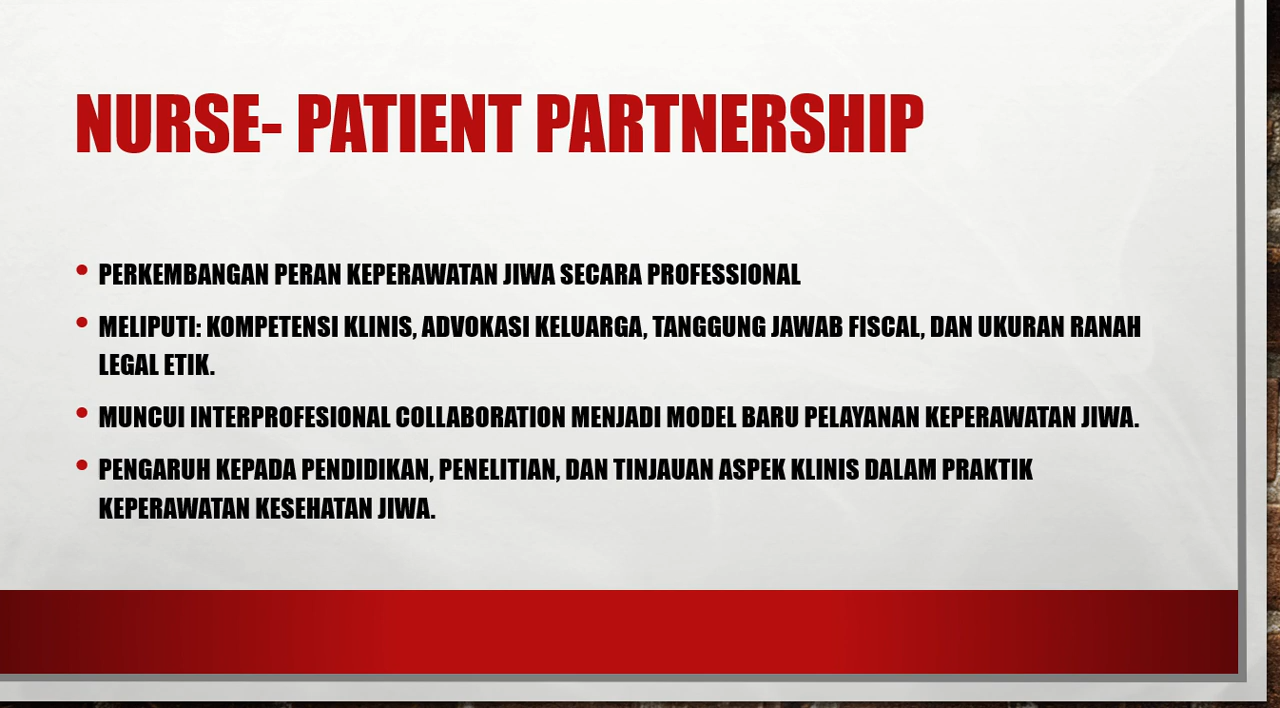 NURSE- PATIENT PARTNERSHIP
• PERKEMBANGAN PERAN KEPERAWATAN JIWA SECARA PROFESSIONAL
• MELIPUTI: KOMPETENSI KLINIS, ADVOKASI KELUARGA, TANGGUNG JAWAB FISCAL, DAN UKURAN RANAH
LEGAL ETIK.
• MUNCUI INTERPROFESIONAL COLLABORATION MENJADI MODEL BARU PELAYANAN KEPERAWATAN JIWA.
• PENGARUH KEPADA PENDIDIKAN, PENELITIAN, DAN TINJAUAN ASPEK KLINIS DALAM PRAKTIK
KEPERAWATAN KESEHATAN JIWA.